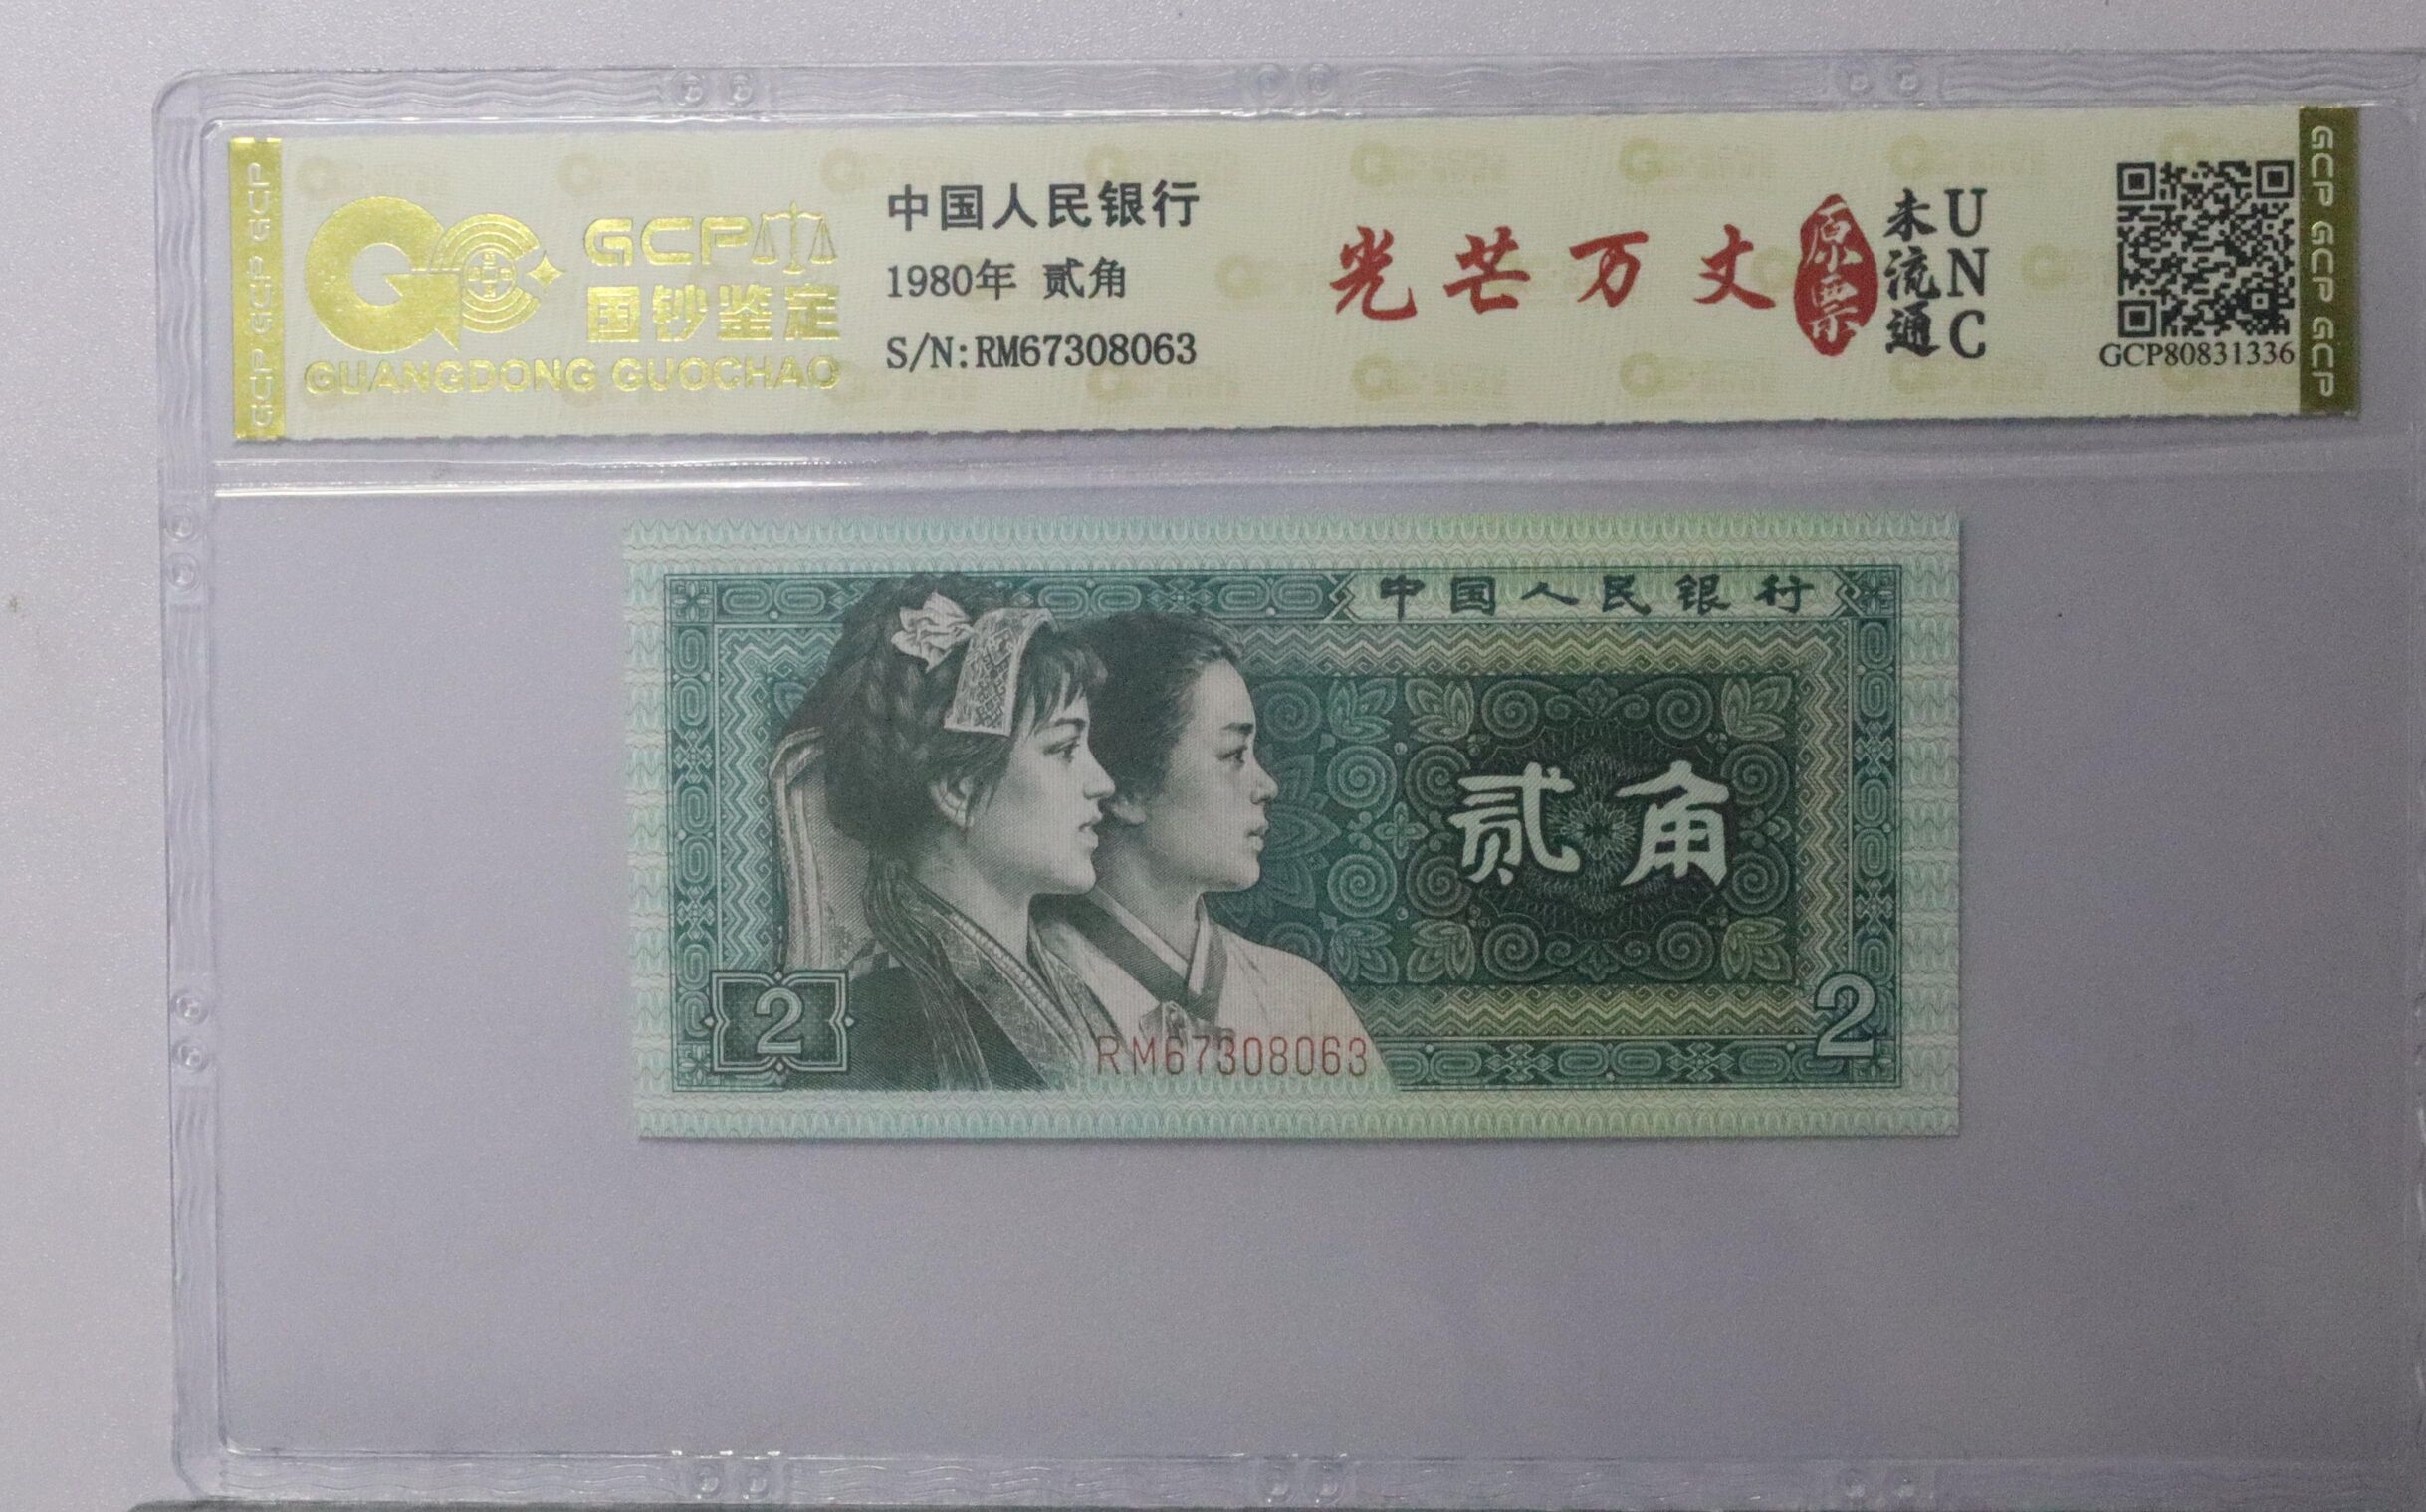 GCP GCP GCP
GCP
国钞鉴定
GUANGDONG GUOCHAO
中国人民银行
1980年 贰角
S/N:RM67308063
光芒万丈
原票
未流通
UNC
GCP80831336
GCP GCP GCP
中国人民银行
贰角
2
RM67308063
2